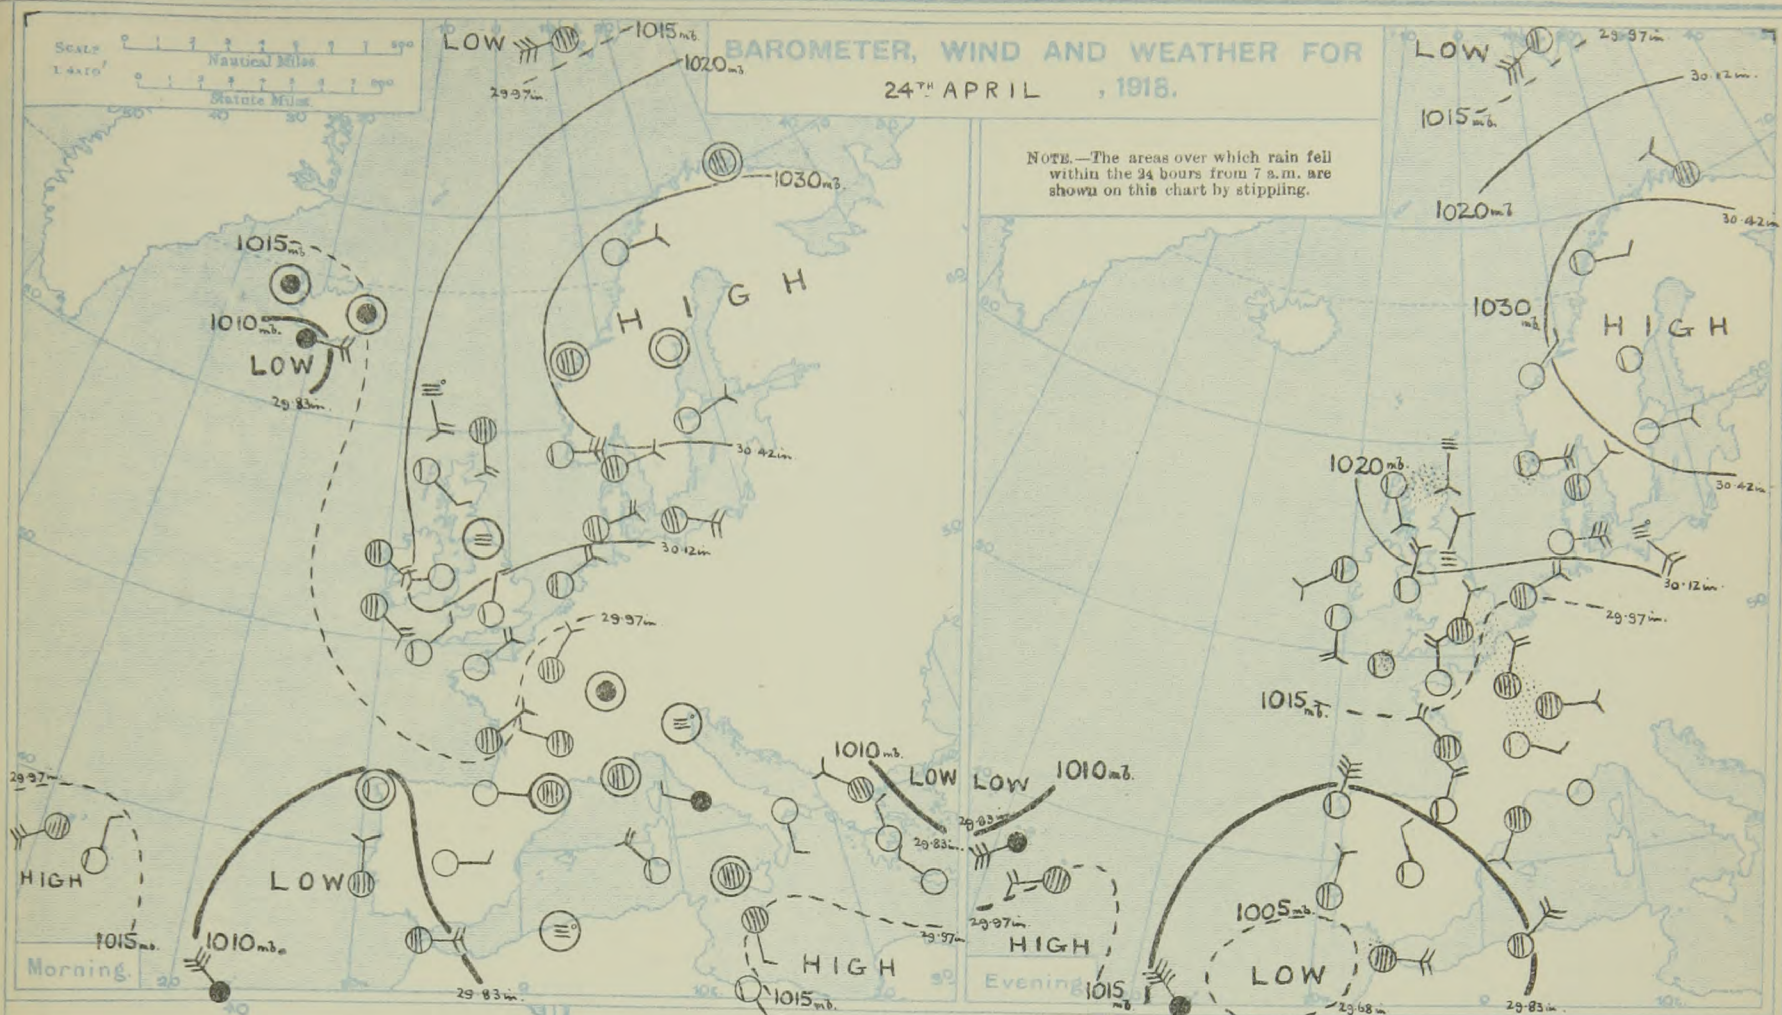 BAROMETER, WIND AND WEATHER FOR
24TH APRIL , 1918.
SCALE
Nautical Miles.
Statute Miles.
NOTE.—The areas over which rain fell
within the 24 hours from 7 a.m. are
shown on this chart by stippling.
LOW
1015mb.
29.97in.
1020mb
1030mb.
HIGH
30.42in
1015mb
1010mb.
LOW
29.83in.
30.12in
29.97in
29.97in
HIGH
1015mb.
LOW
1010mb.
29.83in.
1010mb.
LOW
29.83in.
29.97in
HIGH
1015mb.
Morning.
LOW
29.97in
1015mb.
30.12in.
1020mb
30.42in
1030mb.
HIGH
30.42in
1020mb.
30.12in.
29.97in.
1015mb.
LOW
1010mb.
29.83in
29.97in
HIGH
1015mb.
1005mb.
LOW
29.68in
29.83in.
Evening